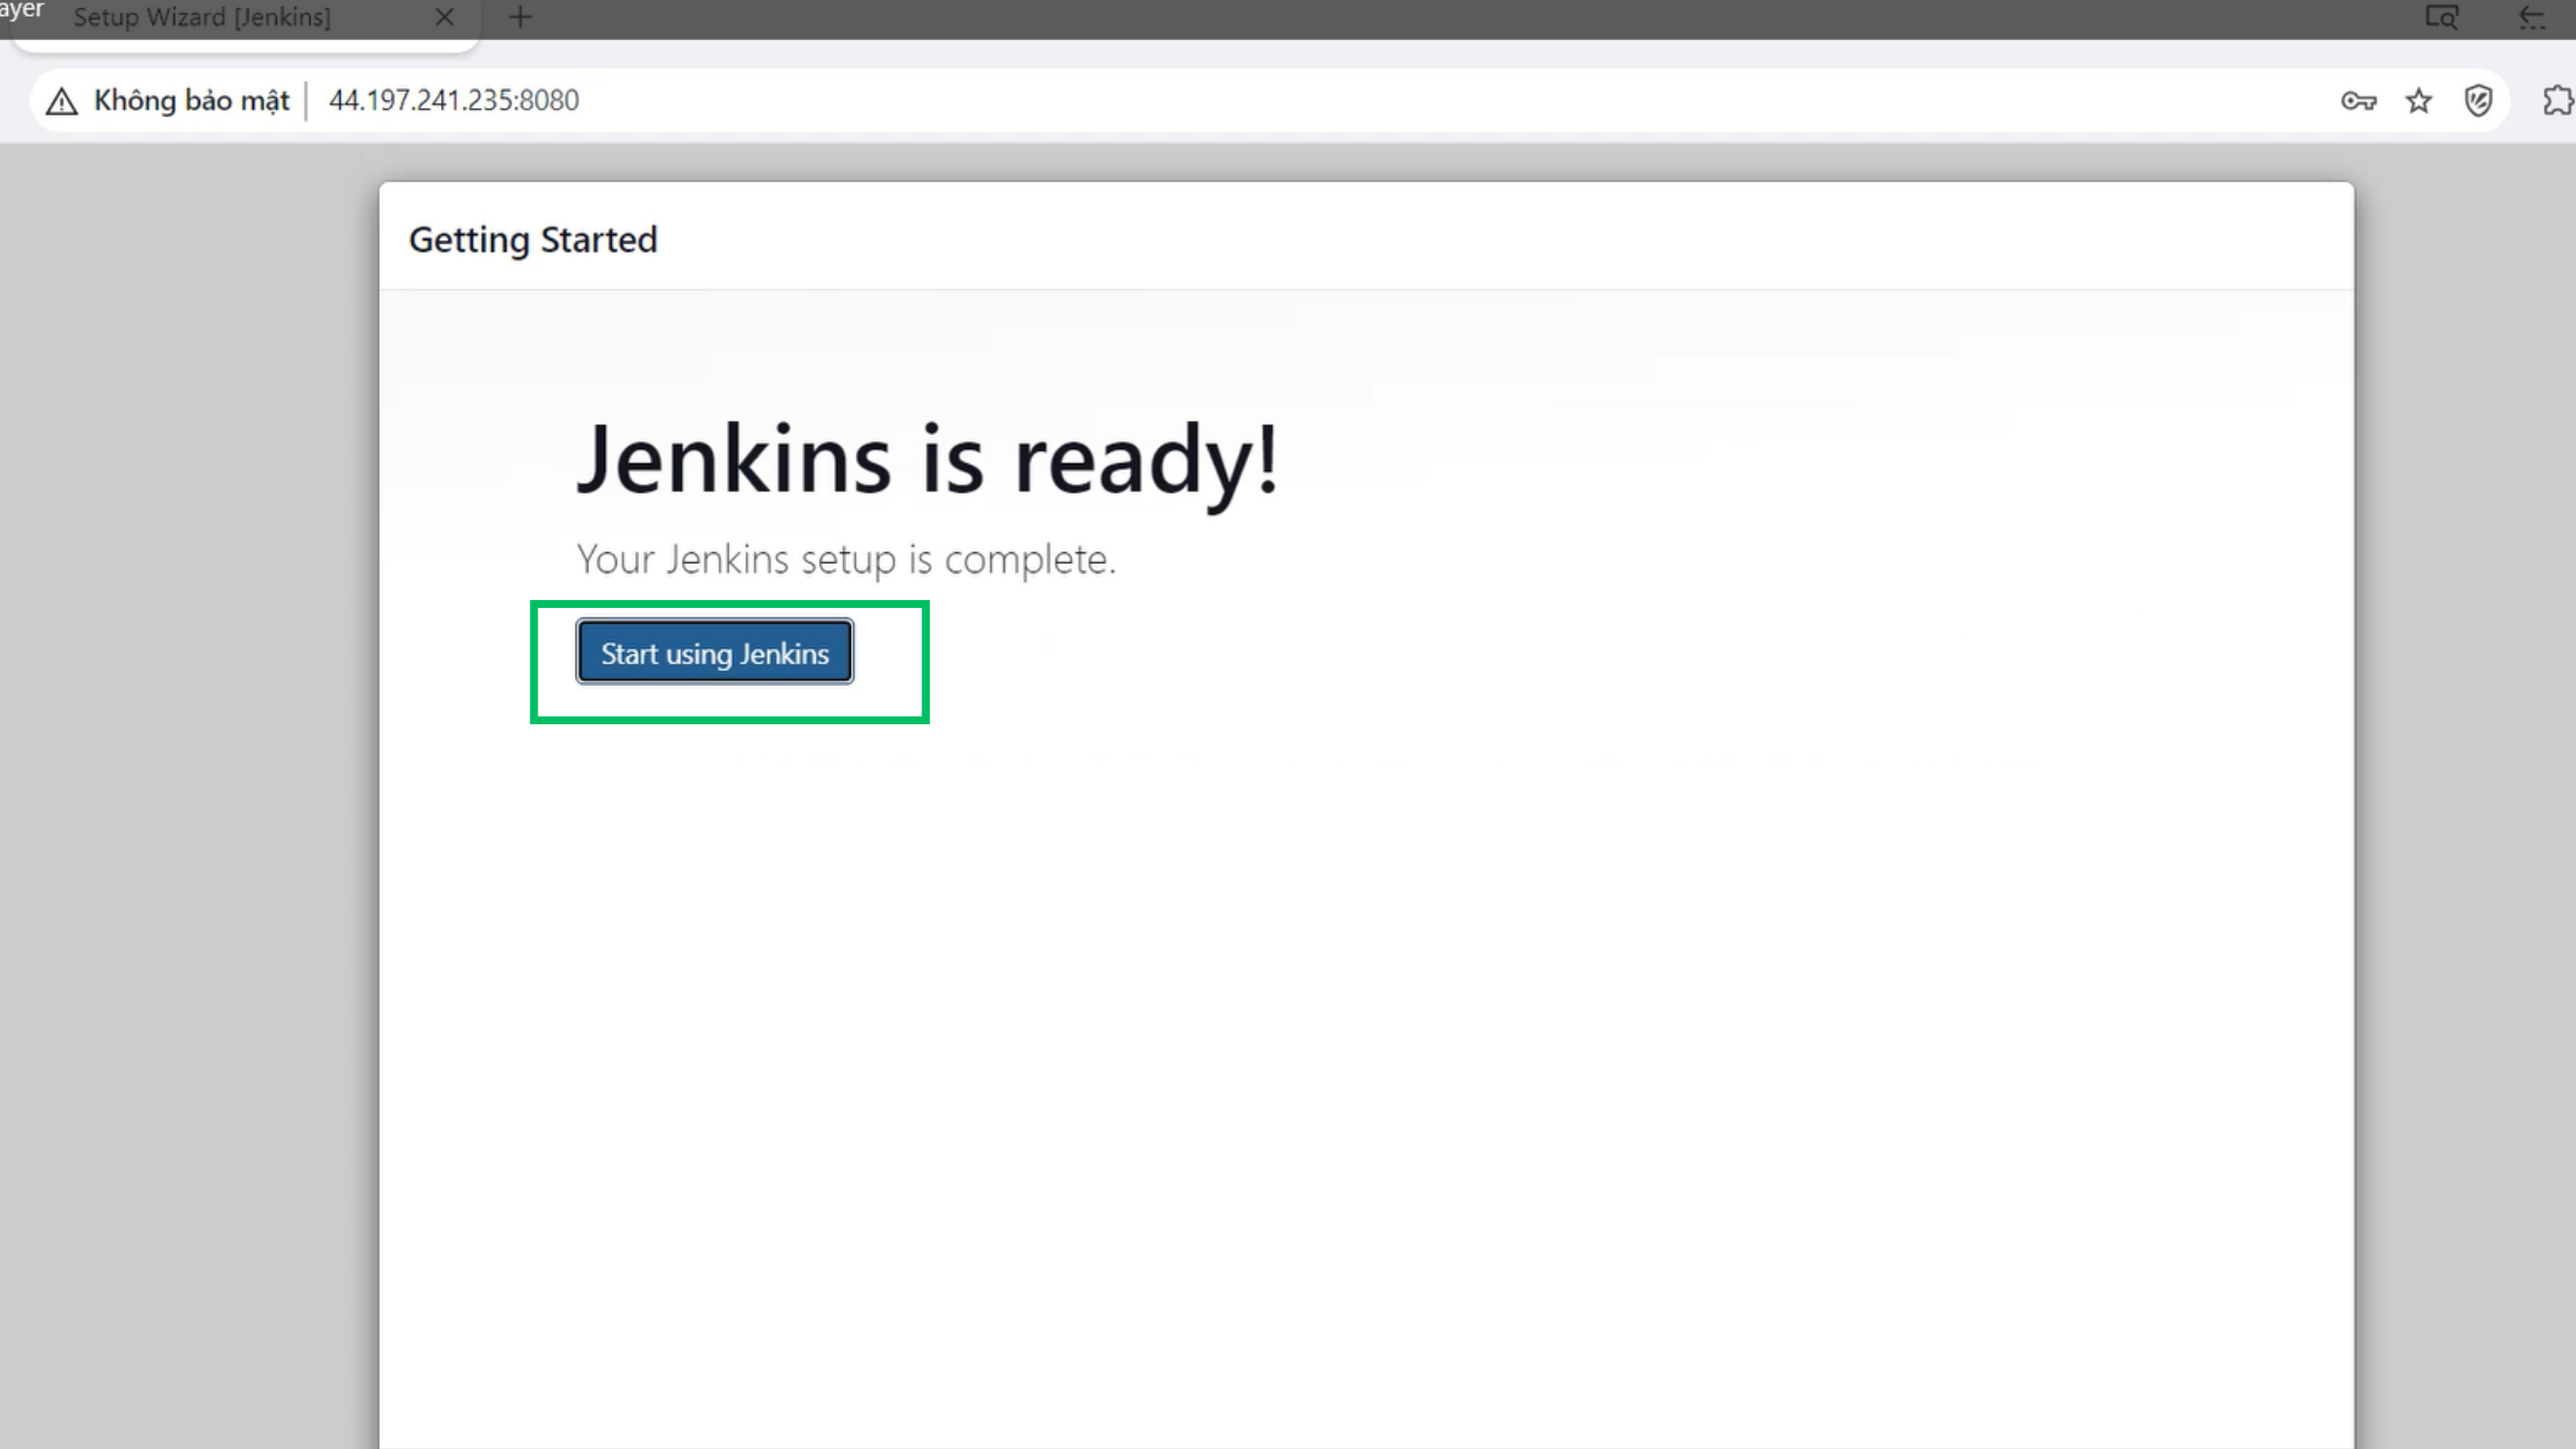 ayer
Setup Wizard [Jenkins]
Không bảo mật
44.197.241.235:8080
Getting Started
Jenkins is ready!
Your Jenkins setup is complete.
Start using Jenkins